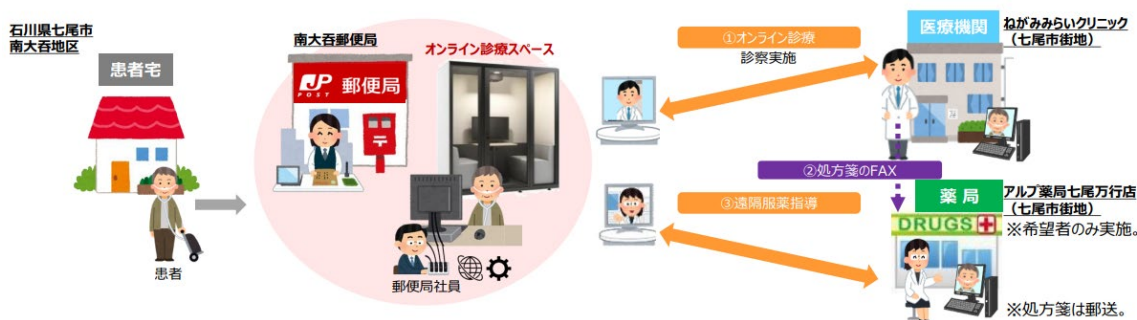 石川県七尾市
南大呑地区
患者宅
患者
南大呑郵便局
JP
POST
郵便局
オンライン診療スペース
郵便局社員
①オンライン診療
診察実施
②処方箋のFAX
③遠隔服薬指導
医療機関
ねがみみらいクリニック
（七尾市街地）
薬局
DRUGS
アルプ薬局七尾万行店
（七尾市街地）
※希望者のみ実施。
※処方箋は郵送。